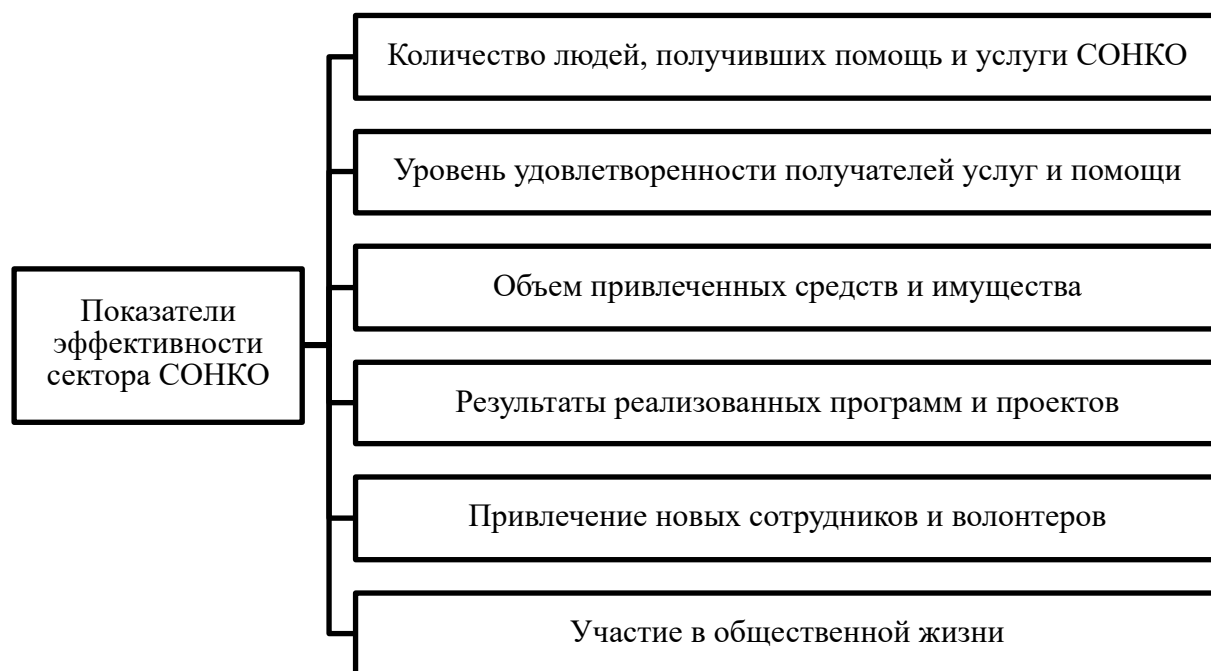 Количество людей, получивших помощь и услуги СОНКО
Уровень удовлетворенности получателей услуг и помощи
Объем привлеченных средств и имущества
Показатели
эффективности
сектора СОНКО
Результаты реализованных программ и проектов
Привлечение новых сотрудников и волонтеров
Участие в общественной жизни